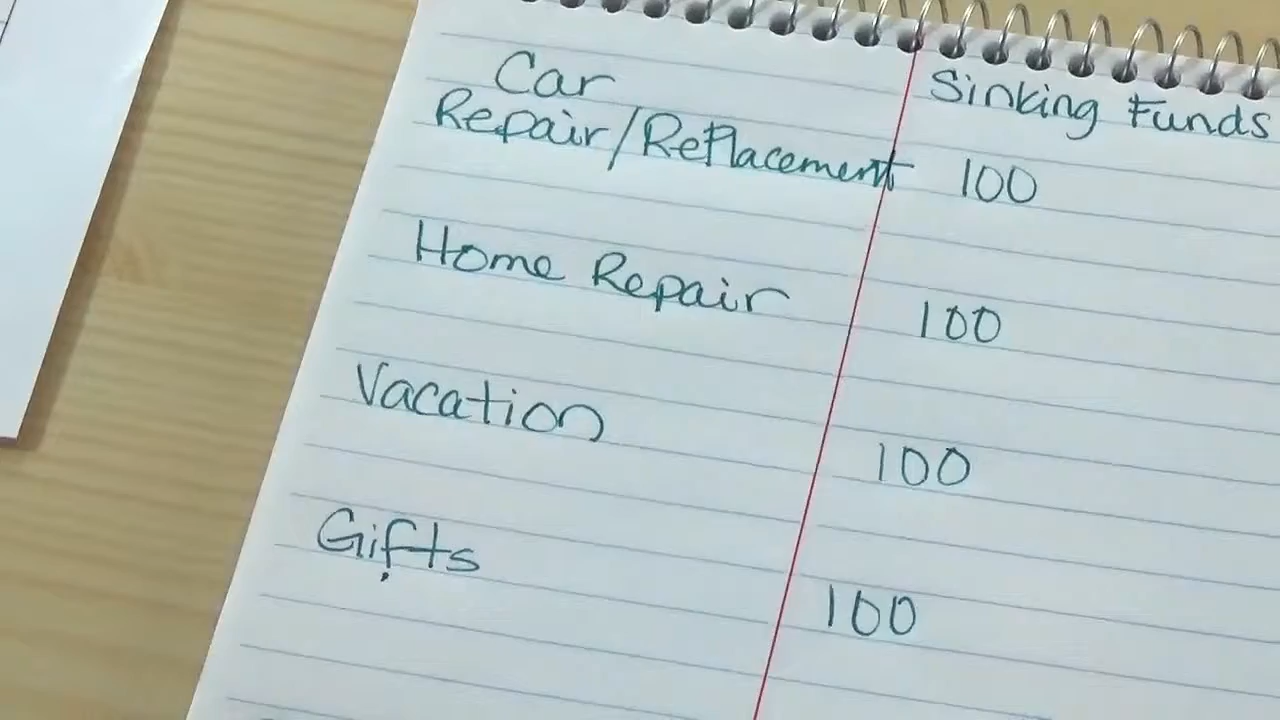 Car
Sinking Funds
Repair/Replacement 100
Home Repair 100
Vacation 100
Gifts 100